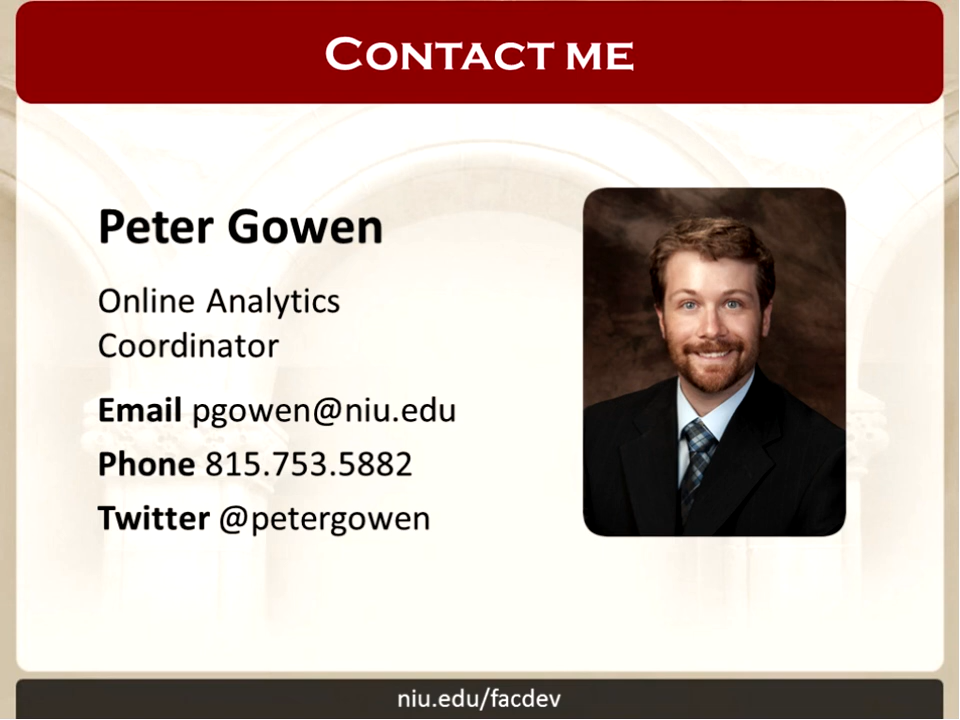 CONTACT ME
Peter Gowen
Online Analytics
Coordinator
Email pgowen@niu.edu
Phone 815.753.5882
Twitter @petergowen
niu.edu/facdev